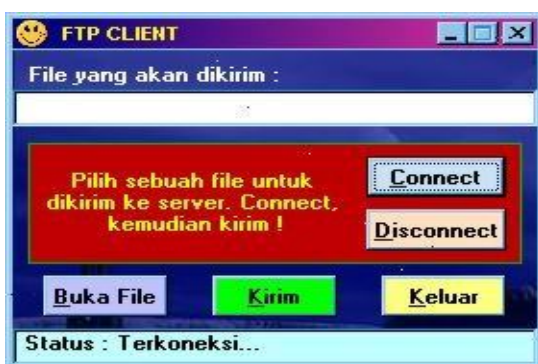 FTP CLIENT
File yang akan dikirim :
Pilih sebuah file untuk
dikirim ke server. Connect,
kemudian kirim !
Connect
Disconnect
Buka File
Kirim
Keluar
Status : Terkoneksi...